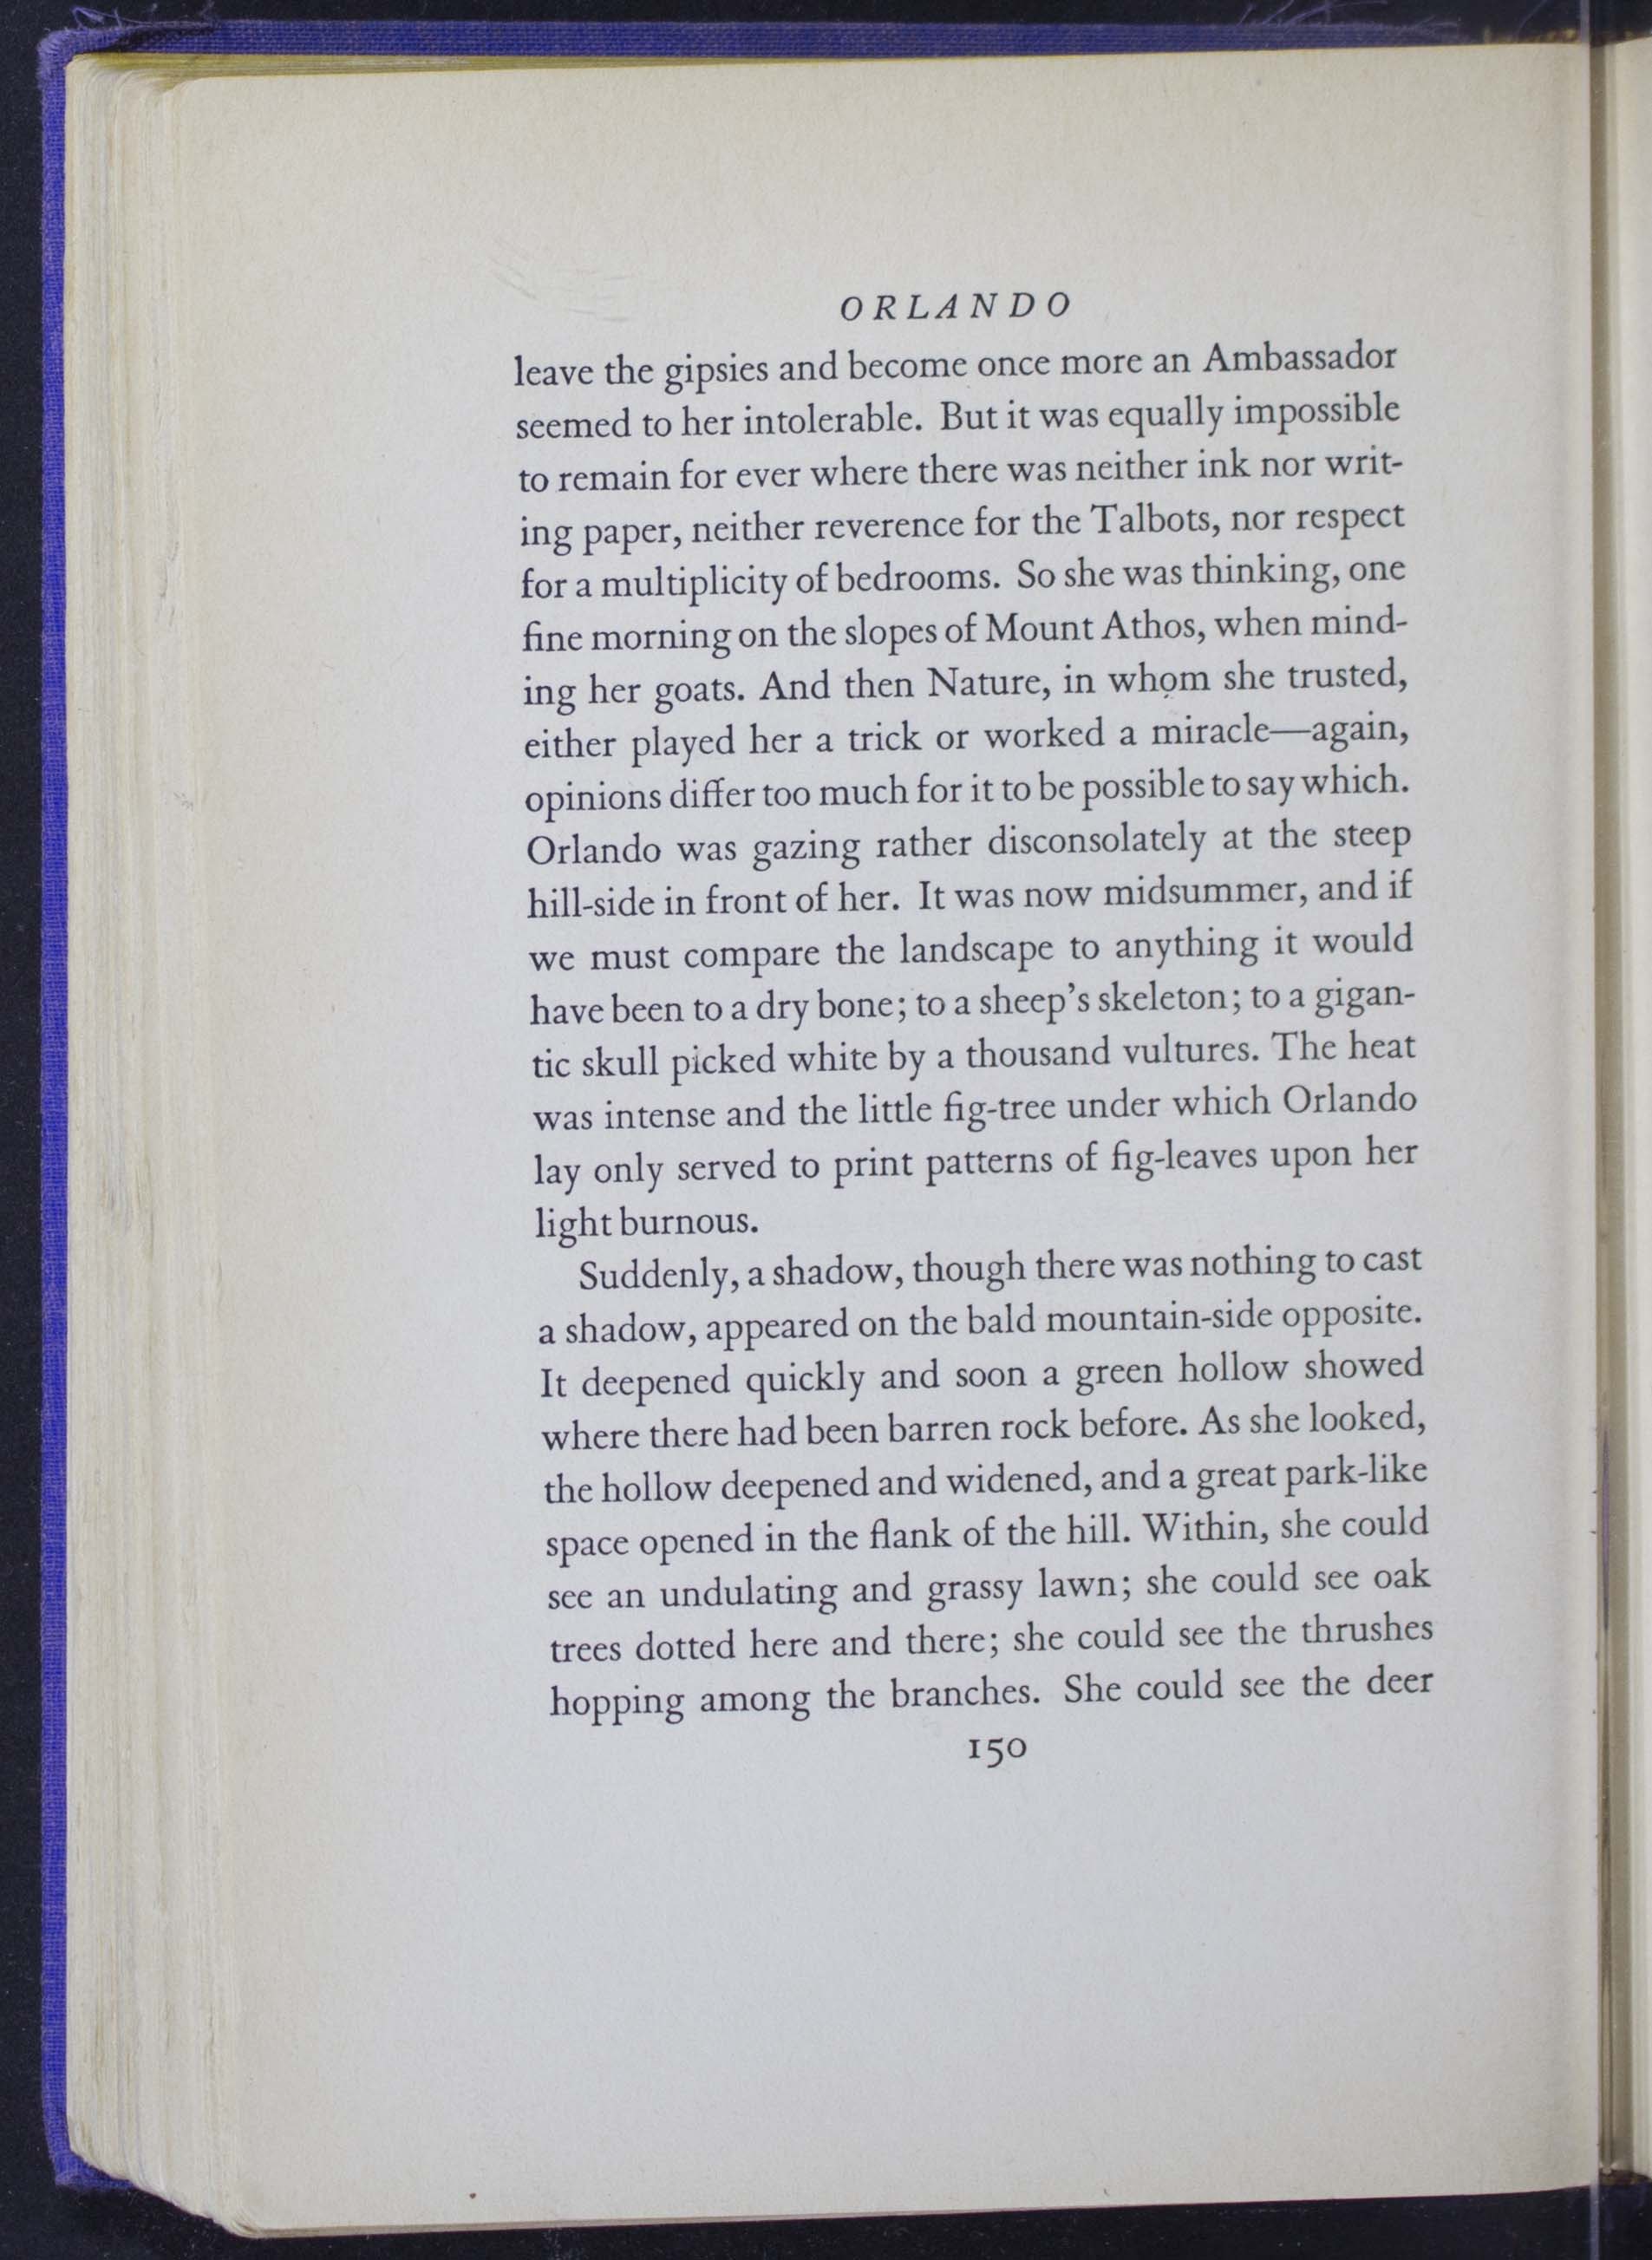 ORLANDO
leave the gipsies and become once more an Ambassador
seemed to her intolerable. But it was equally impossible
to remain for ever where there was neither ink nor writ-
ing paper, neither reverence for the Talbots, nor respect
for a multiplicity of bedrooms. So she was thinking, one
fine morning on the slopes of Mount Athos, when mind-
ing her goats. And then Nature, in whom she trusted,
either played her a trick or worked a miracle—again,
opinions differ too much for it to be possible to say which.
Orlando was gazing rather disconsolately at the steep
hill-side in front of her. It was now midsummer, and if
we must compare the landscape to anything it would
have been to a dry bone; to a sheep's skeleton; to a gigan-
tic skull picked white by a thousand vultures. The heat
was intense and the little fig-tree under which Orlando
lay only served to print patterns of fig-leaves upon her
light burnous.
Suddenly, a shadow, though there was nothing to cast
a shadow, appeared on the bald mountain-side opposite.
It deepened quickly and soon a green hollow showed
where there had been barren rock before. As she looked,
the hollow deepened and widened, and a great park-like
space opened in the flank of the hill. Within, she could
see an undulating and grassy lawn; she could see oak
trees dotted here and there; she could see the thrushes
hopping among the branches. She could see the deer
150